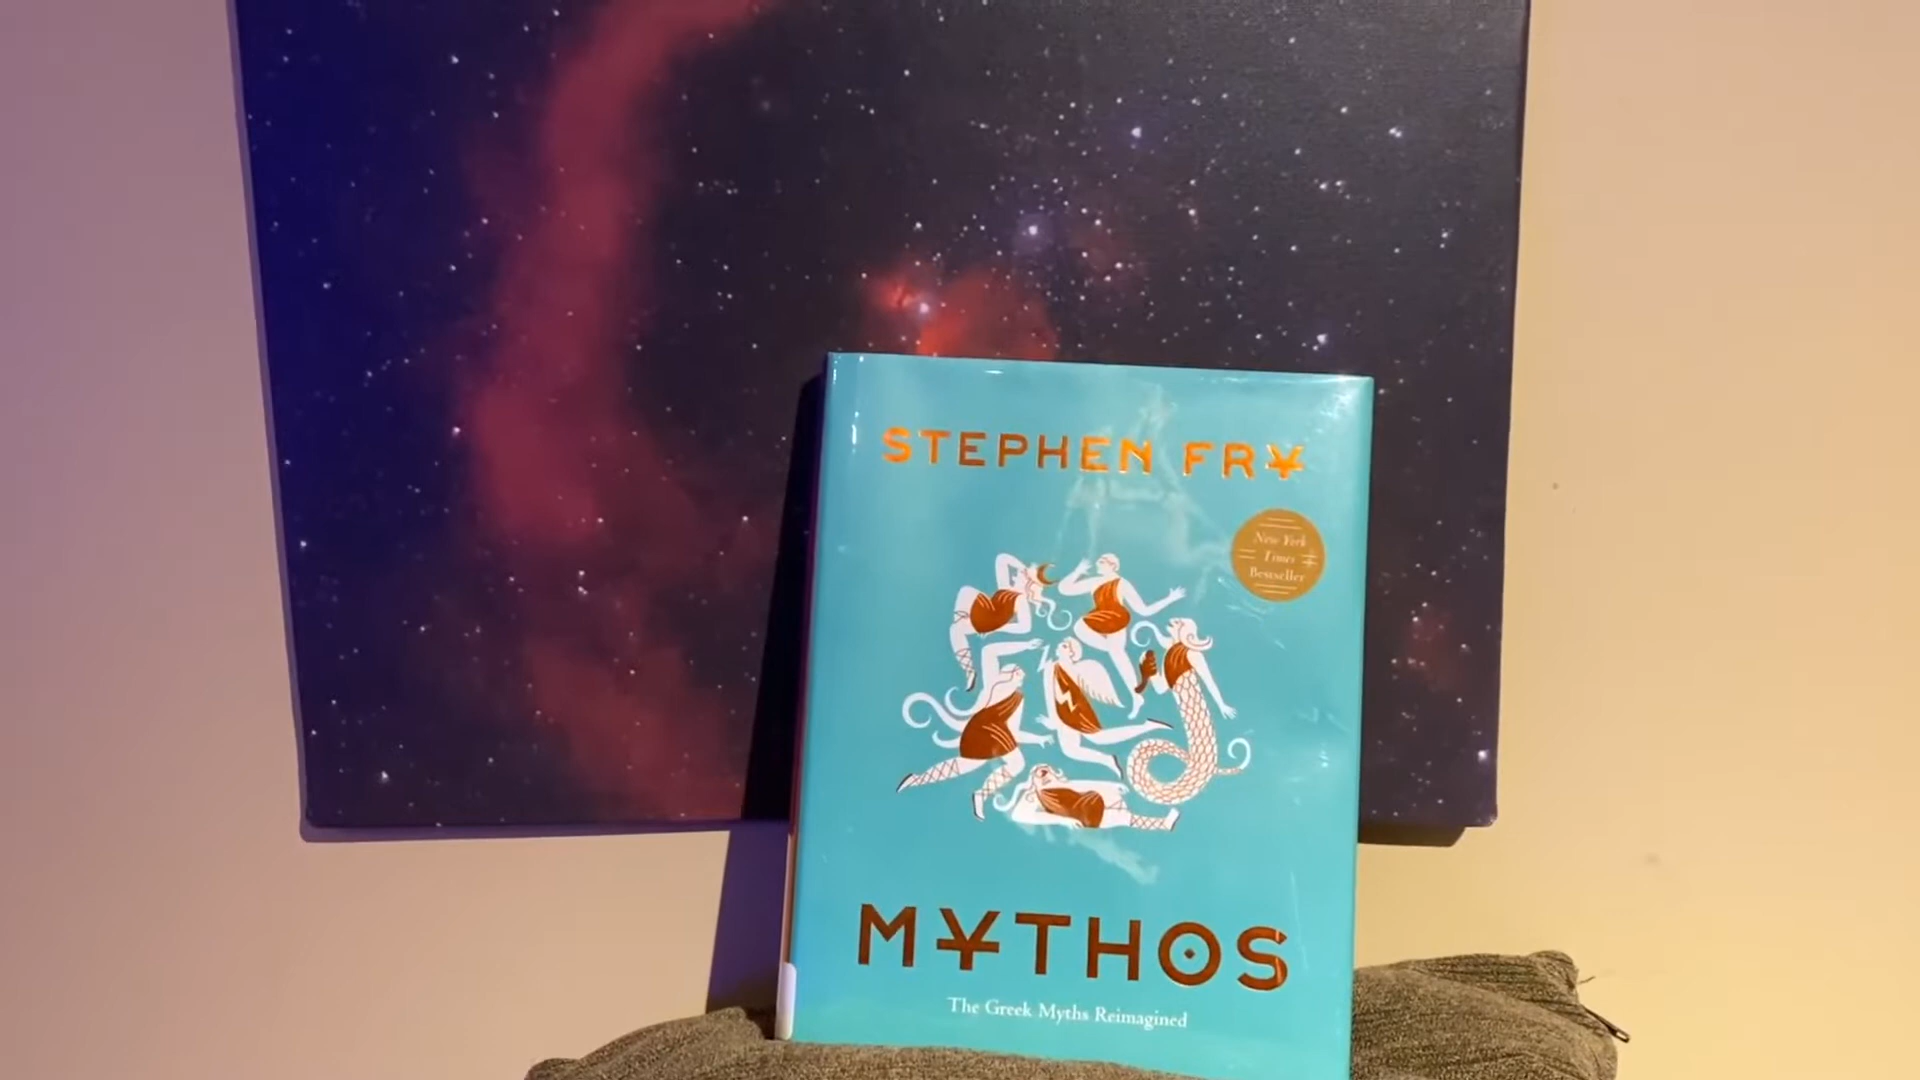 STEPHEN FRY
New York
Times
Bestseller
MYTHOS
The Greek Myths Reimagined